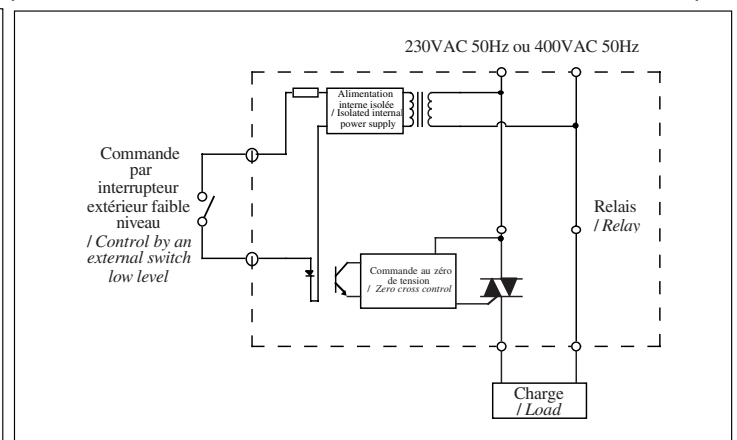 230VAC 50Hz ou 400VAC 50Hz
Alimentation
interne isolée
/ Isolated internal
power supply
Commande
par
interrupteur
extérieur faible
niveau
/ Control by an
external switch
low level
Relais
/ Relay
Commande au zéro
de tension
/ Zero cross control
Charge
/ Load